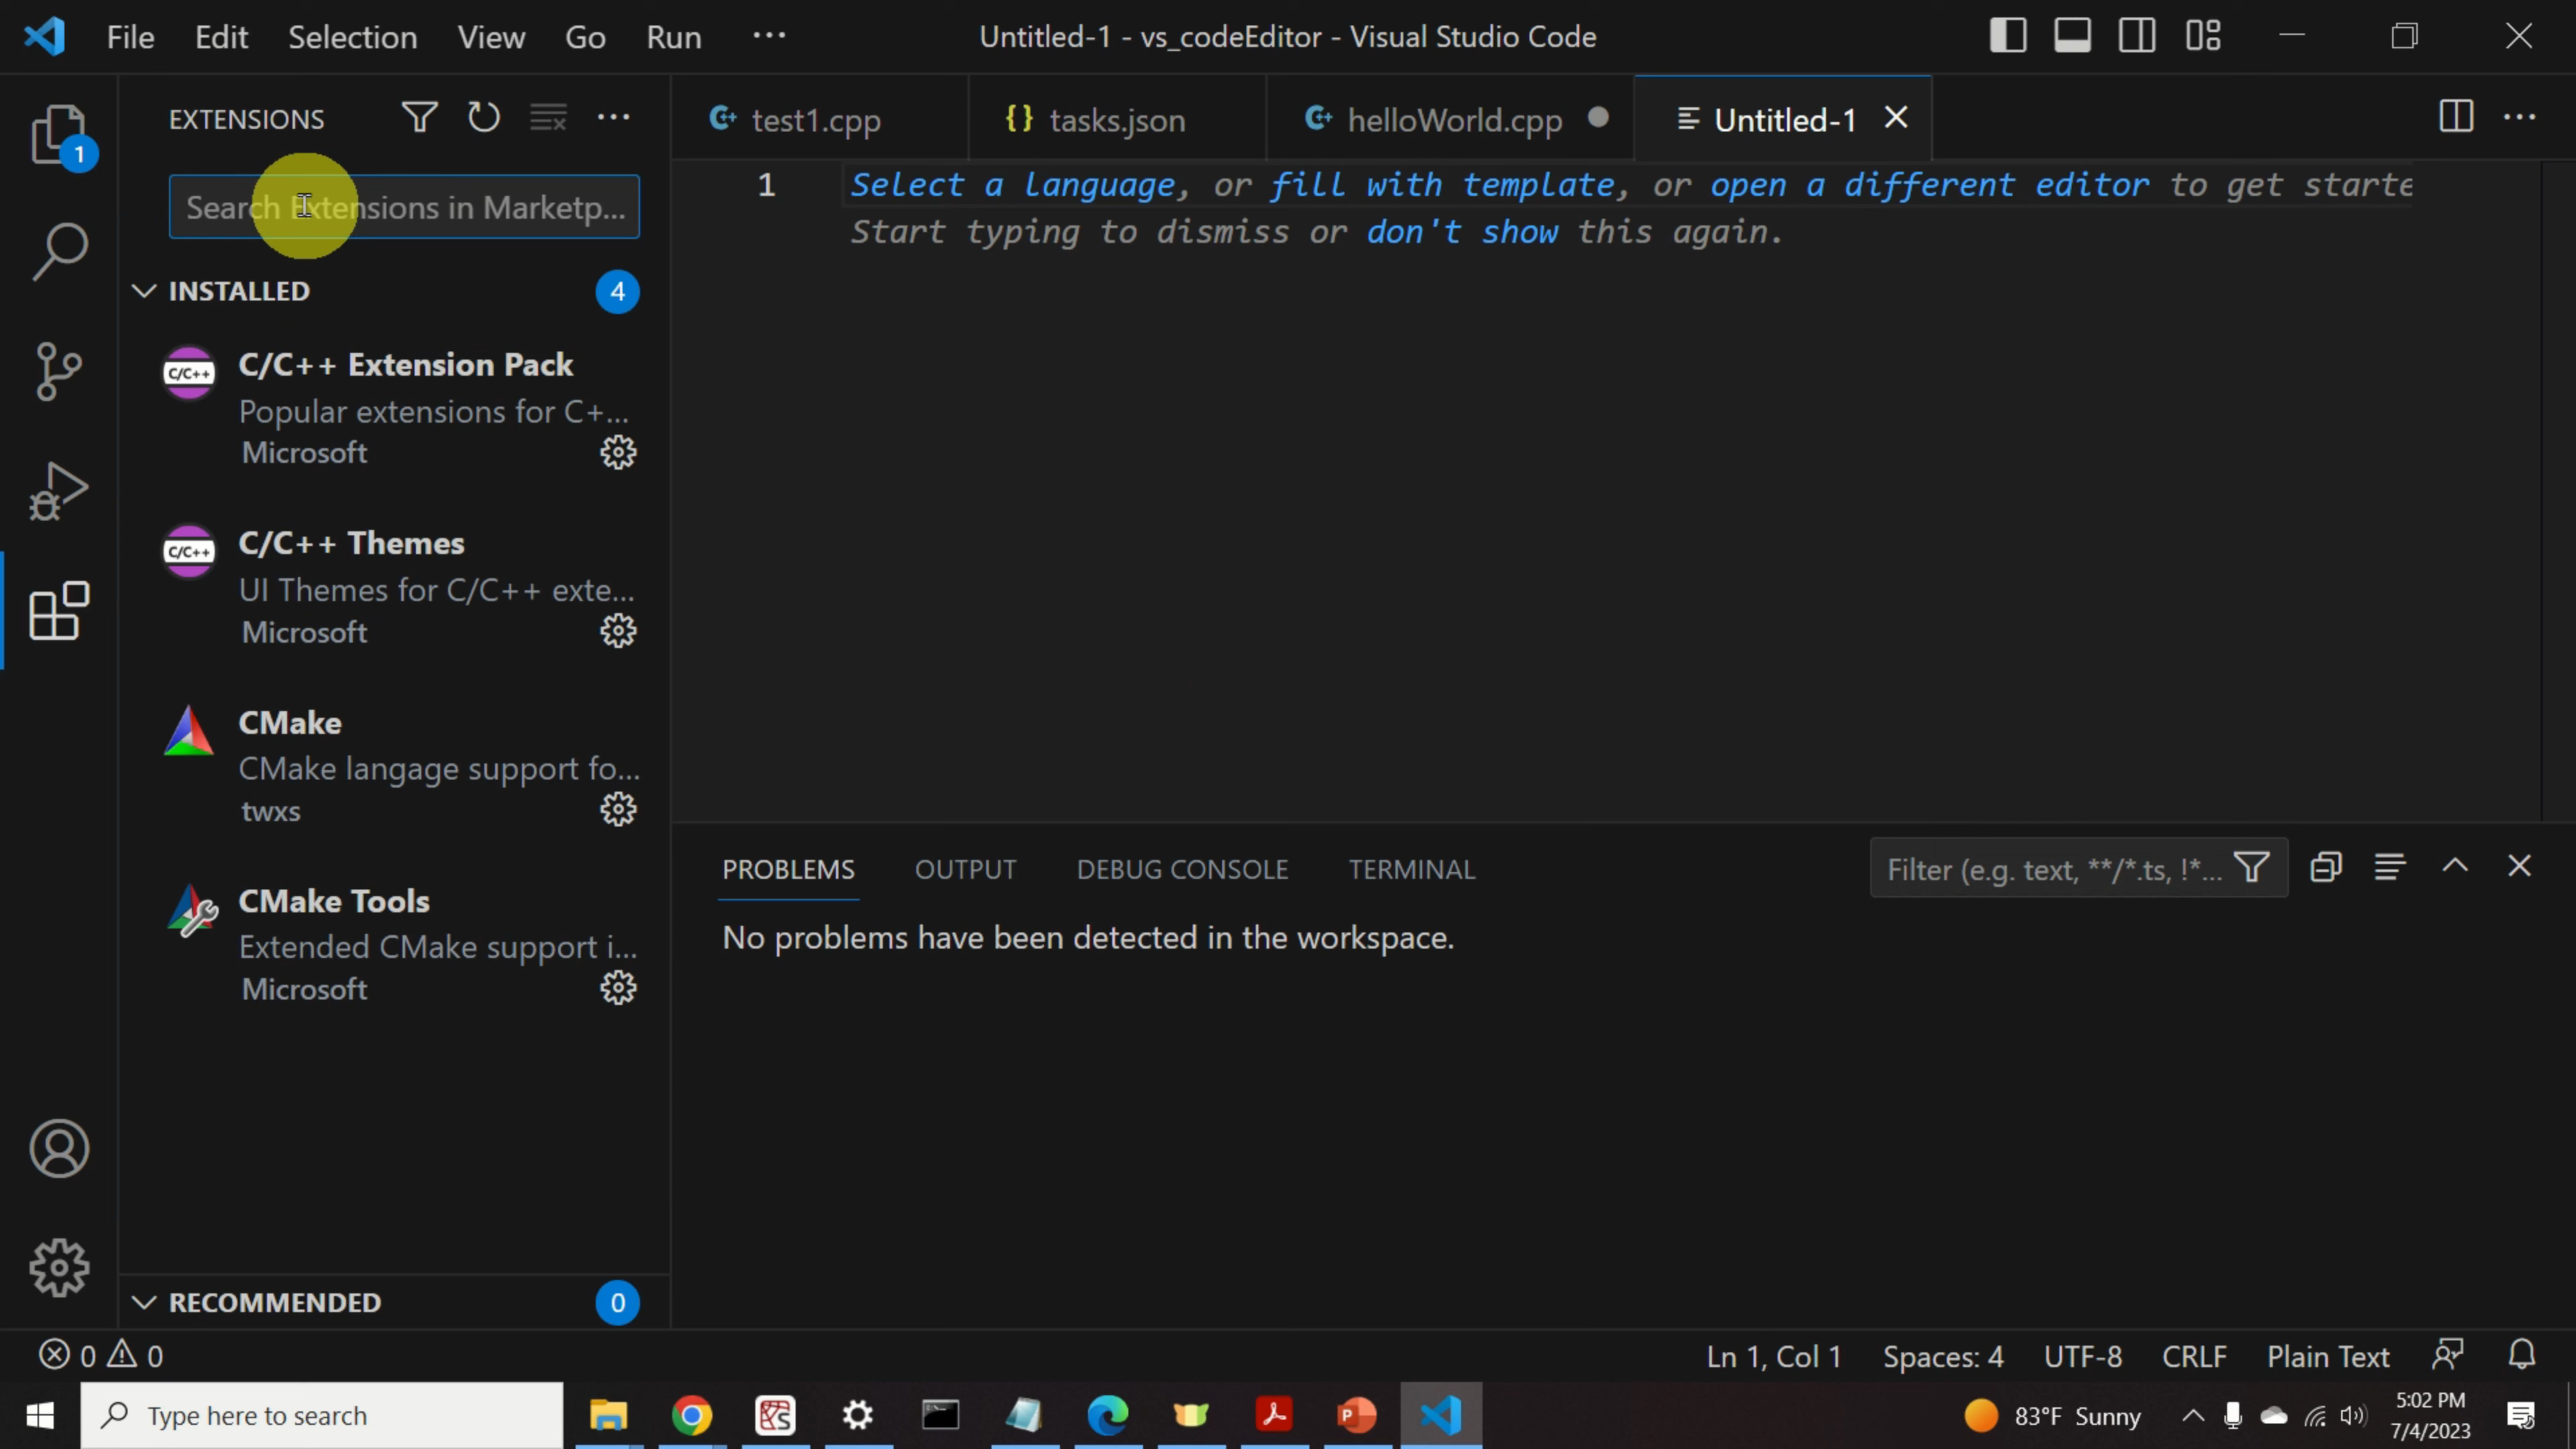 File Edit Selection View Go Run ···
Untitled-1 - vs_codeEditor - Visual Studio Code
1
EXTENSIONS
Search Extensions in Marketp...
INSTALLED 4
C/C++ Extension Pack
Popular extensions for C+...
Microsoft
C/C++ Themes
UI Themes for C/C++ exte...
Microsoft
CMake
CMake langage support fo...
twxs
CMake Tools
Extended CMake support i...
Microsoft
RECOMMENDED 0
test1.cpp {} tasks.json helloWorld.cpp Untitled-1
1 Select a language, or fill with template, or open a different editor to get starte
Start typing to dismiss or don't show this again.
PROBLEMS OUTPUT DEBUG CONSOLE TERMINAL
Filter (e.g. text, **/*.ts, !*...
No problems have been detected in the workspace.
0 0
Ln 1, Col 1 Spaces: 4 UTF-8 CRLF Plain Text
Type here to search
83°F Sunny
5:02 PM
7/4/2023